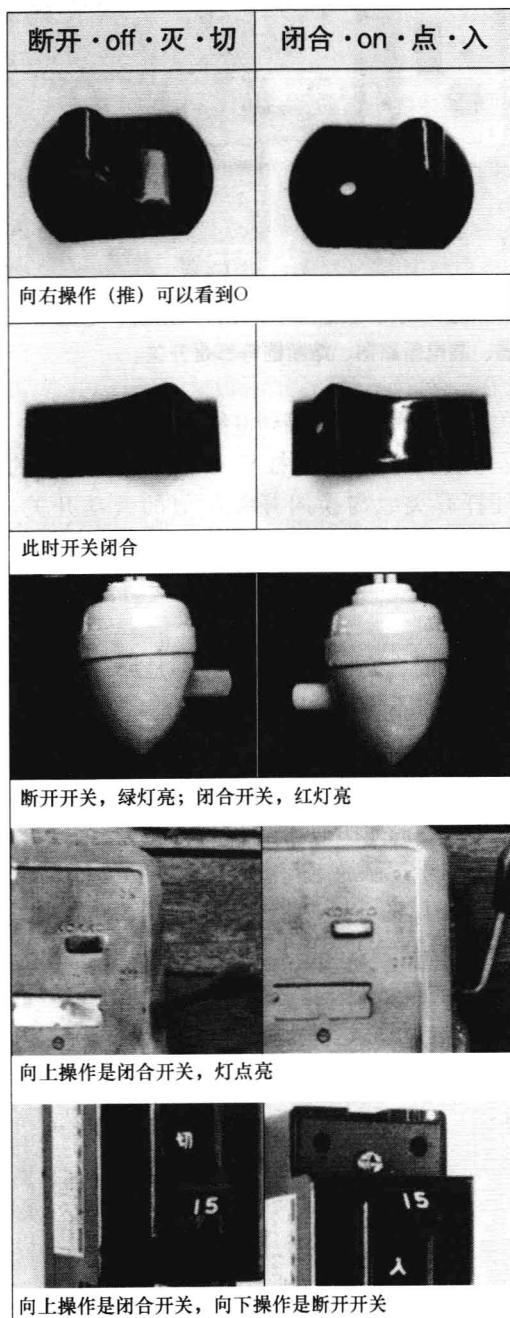 断开·off·灭·切
闭合·on·点·入
向右操作（推）可以看到O
此时开关闭合
断开开关，绿灯亮；闭合开关，红灯亮
向上操作是闭合开关，灯点亮
切
15
15
入
向上操作是闭合开关，向下操作是断开开关